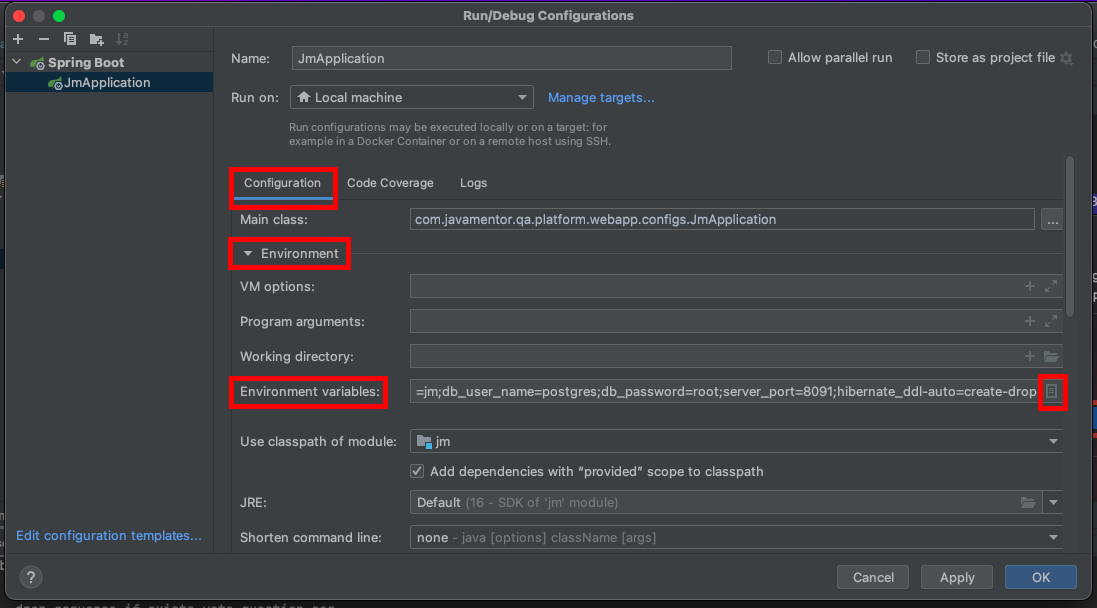 Run/Debug Configurations
Spring Boot
JmApplication
Name: JmApplication
Allow parallel run
Store as project file
Run on: Local machine
Manage targets...
Run configurations may be executed locally or on a target: for
example in a Docker Container or on a remote host using SSH.
Configuration Code Coverage Logs
Main class: com.javamentor.qa.platform.webapp.configs.JmApplication
...
Environment
VM options:
Program arguments:
Working directory:
Environment variables: =jm;db_user_name=postgres;db_password=root;server_port=8091;hibernate_ddl-auto=create-drop
Use classpath of module: jm
Add dependencies with “provided” scope to classpath
JRE: Default (16 - SDK of 'jm' module)
Shorten command line: none - java [options] className [args]
Edit configuration templates...
?
Cancel
Apply
OK